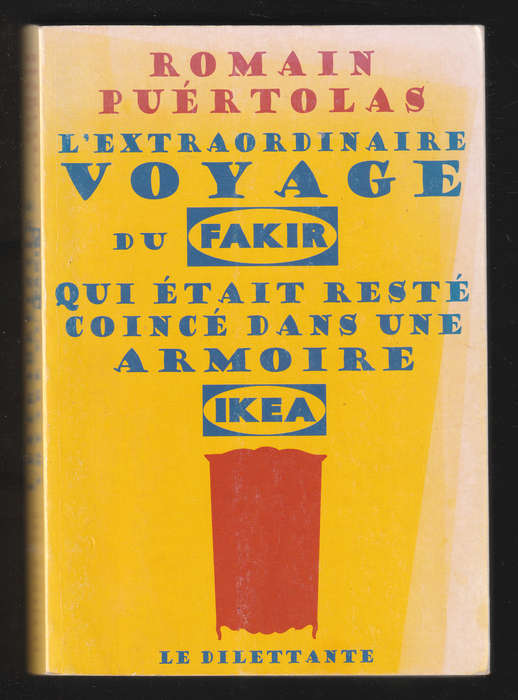 ROMAIN
PUÉRTOLAS
L'EXTRAORDINAIRE
VOYAGE
DU FAKIR
QUI ÉTAIT RESTÉ
COINCÉ DANS UNE
ARMOIRE
IKEA
LE DILETTANTE